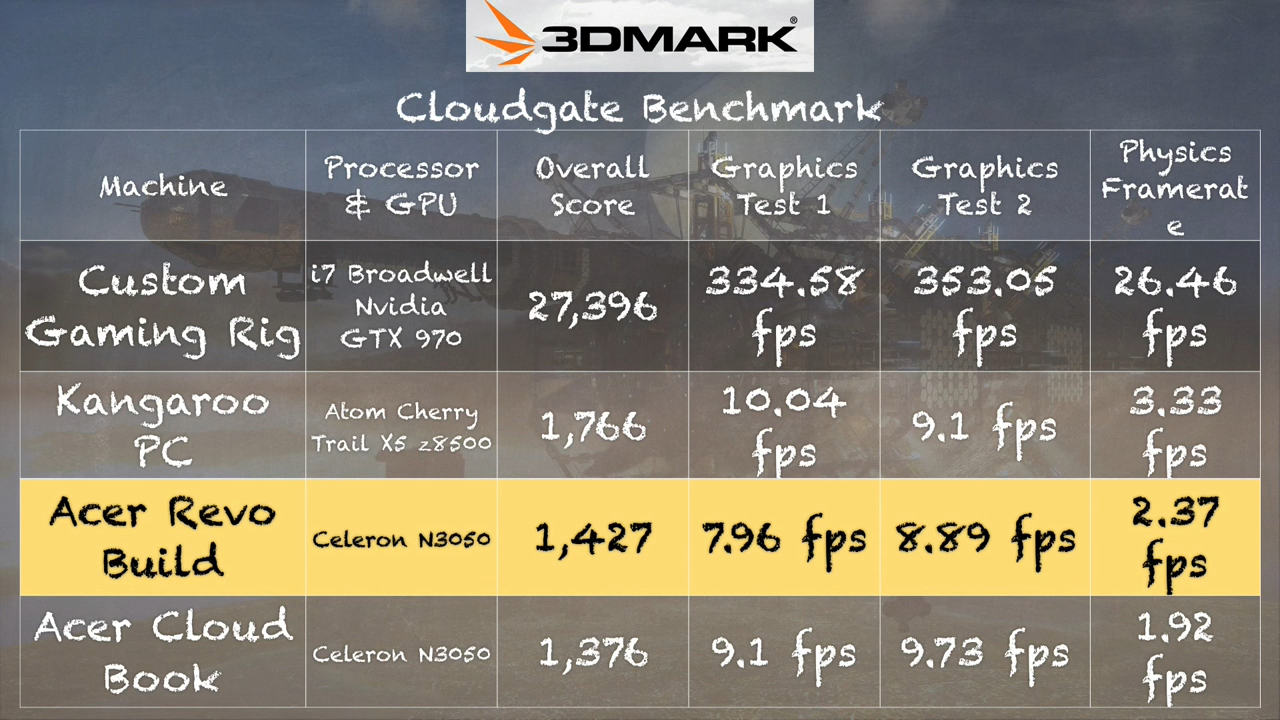 3DMARK®
Cloudgate Benchmark
Machine
Processor
& GPU
Overall
Score
Graphics
Test 1
Graphics
Test 2
Physics
Framerat
e
Custom
Gaming Rig
i7 Broadwell
Nvidia
GTX 970
27,396
334.58
fps
353.05
fps
26.46
fps
Kangaroo
PC
Atom Cherry
Trail X5 z8500
1,766
10.04
fps
9.1 fps
3.33
fps
Acer Revo
Build
Celeron N3050
1,427
7.96 fps
8.89 fps
2.37
fps
Acer Cloud
Book
Celeron N3050
1,376
9.1 fps
9.73 fps
1.92
fps